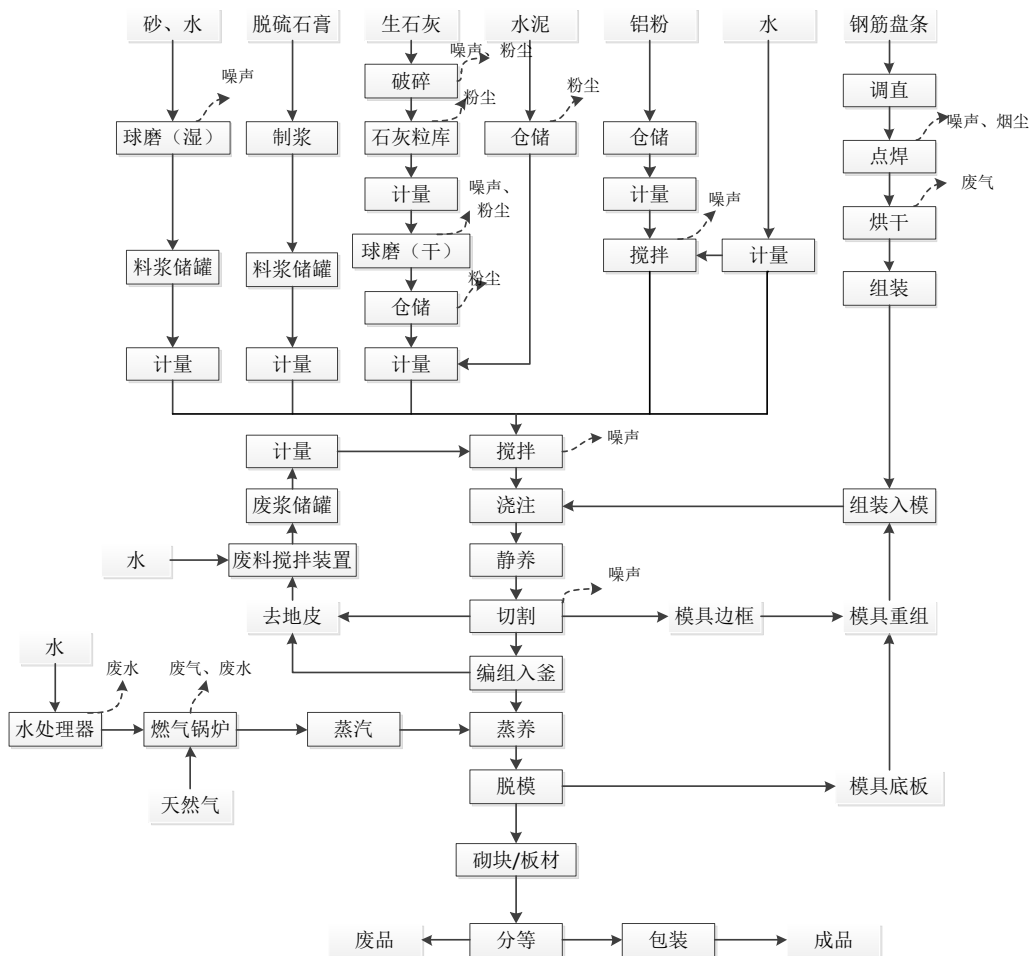 砂、水
脱硫石膏
生石灰
水泥
铝粉
水
钢筋盘条
噪声
粉尘
噪声
破碎
粉尘
粉尘
调直
球磨（湿）
制浆
石灰粒库
仓储
仓储
噪声、烟尘
点焊
计量
噪声、
粉尘
计量
噪声
废气
烘干
料浆储罐
料浆储罐
球磨（干）
搅拌
计量
粉尘
组装
仓储
计量
计量
计量
计量
搅拌
噪声
废浆储罐
浇注
组装入模
水
废料搅拌装置
静养
噪声
去地皮
切割
模具边框
模具重组
水
废水
废气、废水
编组入釜
水处理器
燃气锅炉
蒸汽
蒸养
天然气
脱模
模具底板
砌块/板材
废品
分等
包装
成品